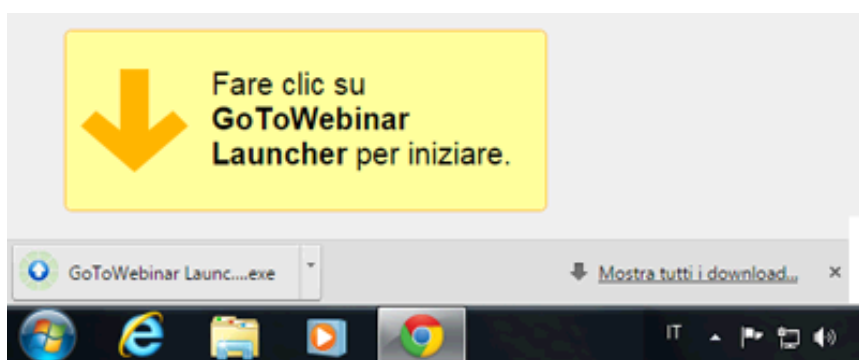 Fare clic su
GoToWebinar
Launcher per iniziare.
GoToWebinar Launc....exe
Mostra tutti i download...
IT